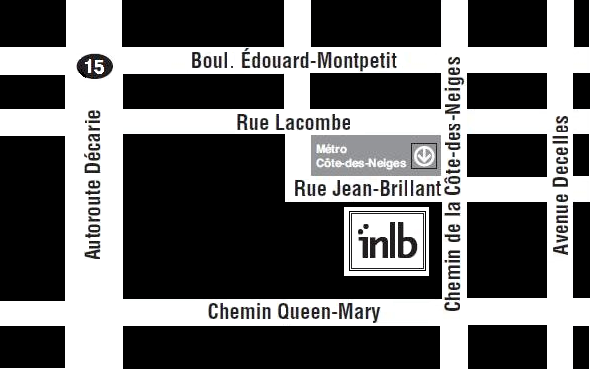 15
Boul. Édouard-Montpetit
Rue Lacombe
Métro
Côte-des-Neiges
Rue Jean-Brillant
inlb
Chemin Queen-Mary
Autoroute Décarie
Chemin de la Côte-des-Neiges
Avenue Decelles